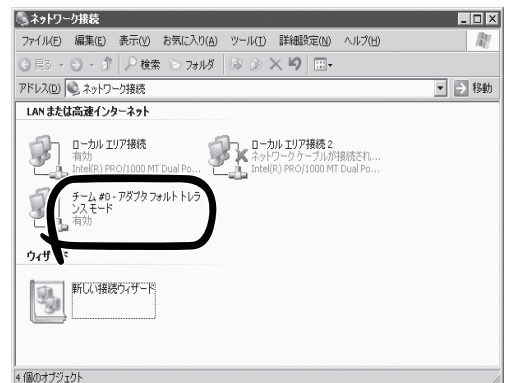 ネットワーク接続
ファイル(F) 編集(E) 表示(V) お気に入り(A) ツール(T) 詳細設定(N) ヘルプ(H)
戻る 検索 フォルダ
アドレス(D) ネットワーク接続 移動
LAN または高速インターネット
ローカル エリア接続
有効
Intel(R) PRO/1000 MT Dual Po...
ローカル エリア接続 2
ネットワーク ケーブルが接続され...
Intel(R) PRO/1000 MT Dual Po...
チーム #0 - アダプタ フォルト トレラ
ンス モード
有効
ウィザード
新しい接続ウィザード
4 個のオブジェクト